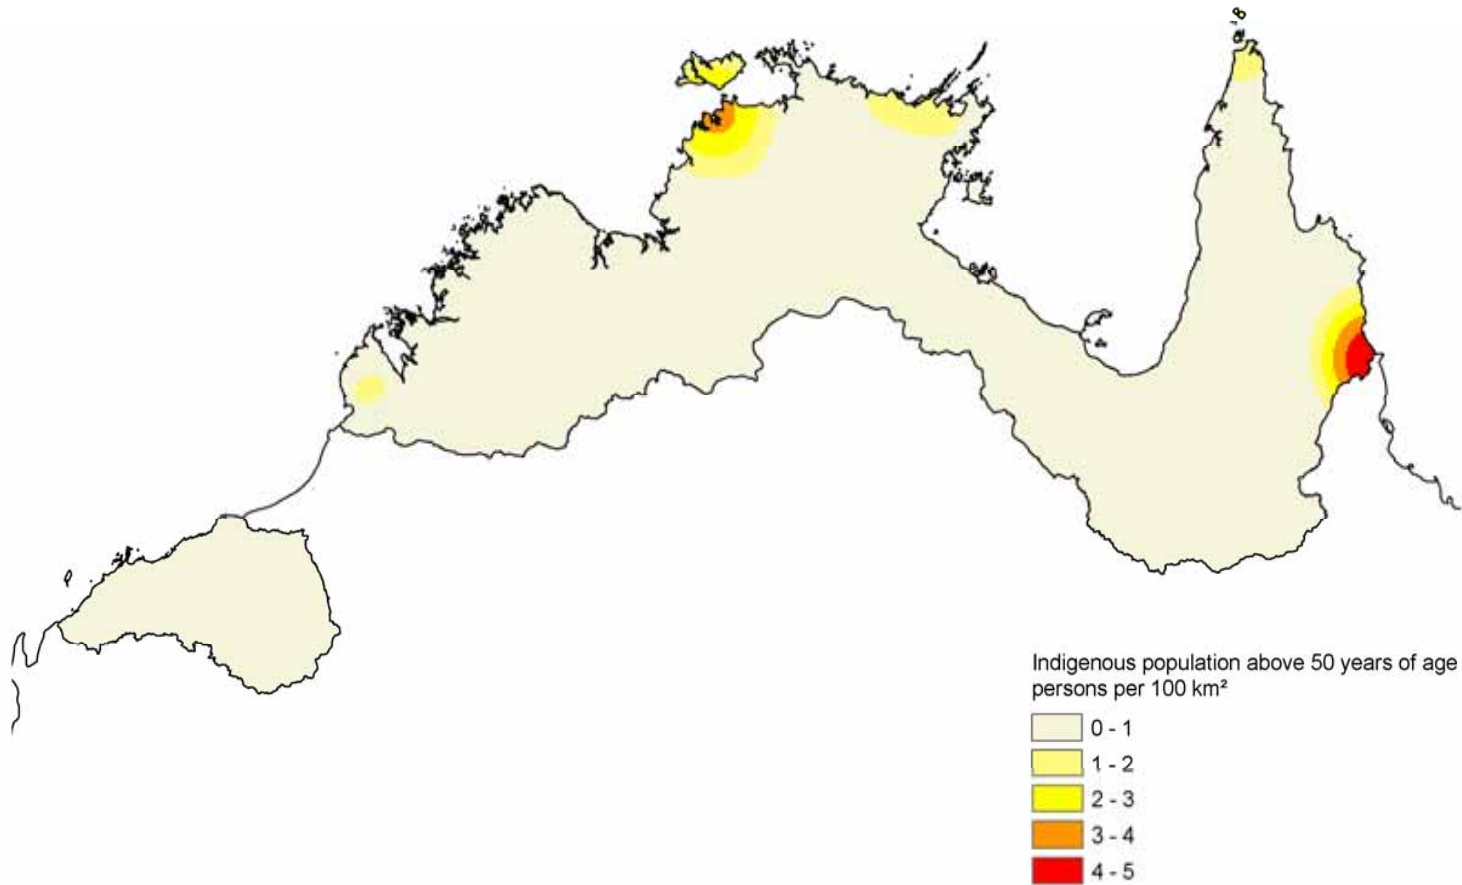 Indigenous population above 50 years of age
persons per 100 km²
0 - 1
1 - 2
2 - 3
3 - 4
4 - 5